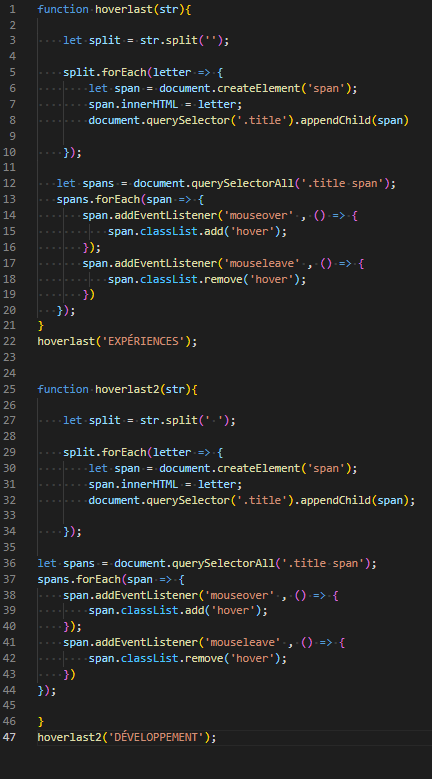 1 function hoverlast(str){
2
3     let split = str.split('');
4
5     split.forEach(letter => {
6         let span = document.createElement('span');
7         span.innerHTML = letter;
8         document.querySelector('.title').appendChild(span)
9
10     });
11
12    let spans = document.querySelectorAll('.title span');
13    spans.forEach(span => {
14        span.addEventListener('mouseover' , () => {
15            span.classList.add('hover');
16        });
17        span.addEventListener('mouseleave' , () => {
18            span.classList.remove('hover');
19        })
20    });
21 }
22 hoverlast('EXPÉRIENCES');
23
24
25 function hoverlast2(str){
26
27     let split = str.split(' ');
28
29     split.forEach(letter => {
30         let span = document.createElement('span');
31         span.innerHTML = letter;
32         document.querySelector('.title').appendChild(span);
33
34     });
35
36 let spans = document.querySelectorAll('.title span');
37 spans.forEach(span => {
38     span.addEventListener('mouseover' , () => {
39         span.classList.add('hover');
40     });
41     span.addEventListener('mouseleave' , () => {
42         span.classList.remove('hover');
43     })
44 });
45
46 }
47 hoverlast2('DÉVELOPPEMENT');